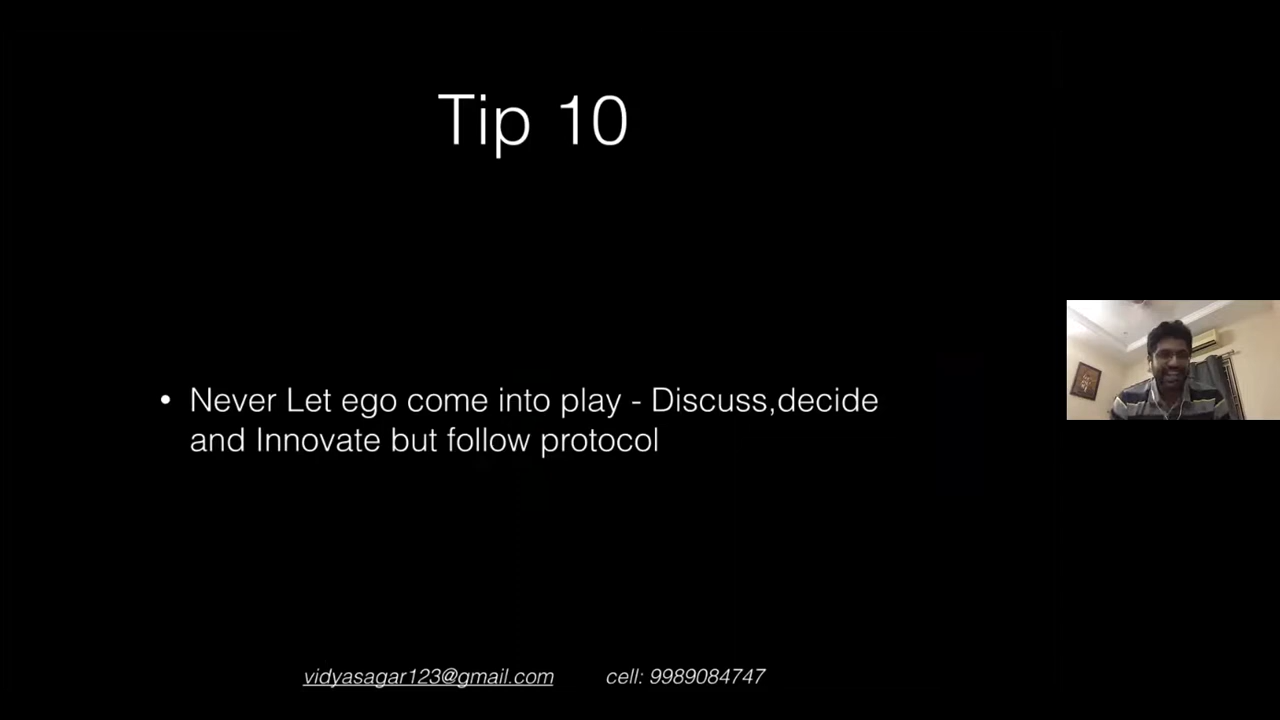 Tip 10
• Never Let ego come into play - Discuss,decide
and Innovate but follow protocol
vidyasagar123@gmail.com cell: 9989084747